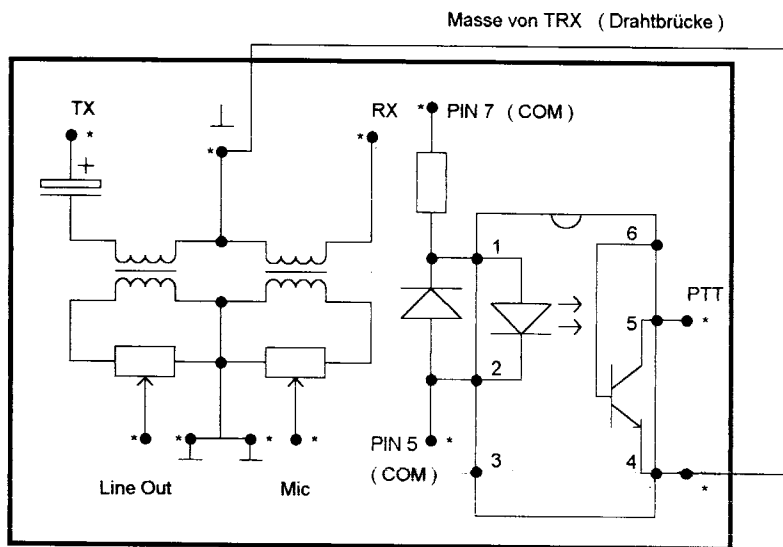 Masse von TRX ( Drahtbrücke )
TX
*
+
*
RX
*
* PIN 7 ( COM )
1
2
3
6
5
4
PTT
*
*
PIN 5 *
( COM )
* * * *
Line Out
Mic